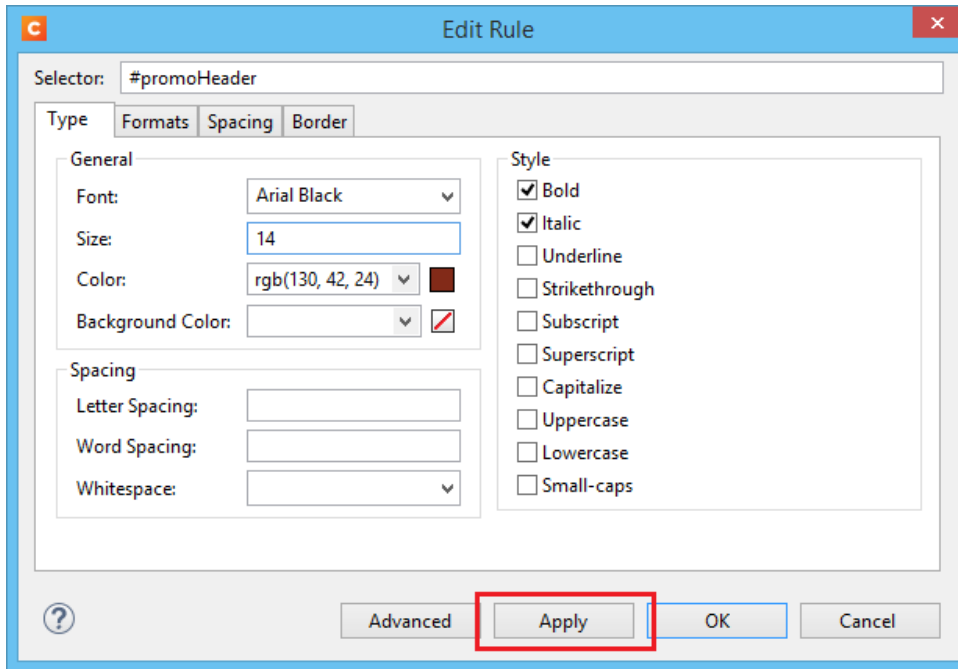 C
Edit Rule
Selector: #promoHeader
Type Formats Spacing Border
General
Font: Arial Black
Size: 14
Color: rgb(130, 42, 24)
Background Color:
Spacing
Letter Spacing:
Word Spacing:
Whitespace:
Style
Bold
Italic
Underline
Strikethrough
Subscript
Superscript
Capitalize
Uppercase
Lowercase
Small-caps
? Advanced Apply OK Cancel